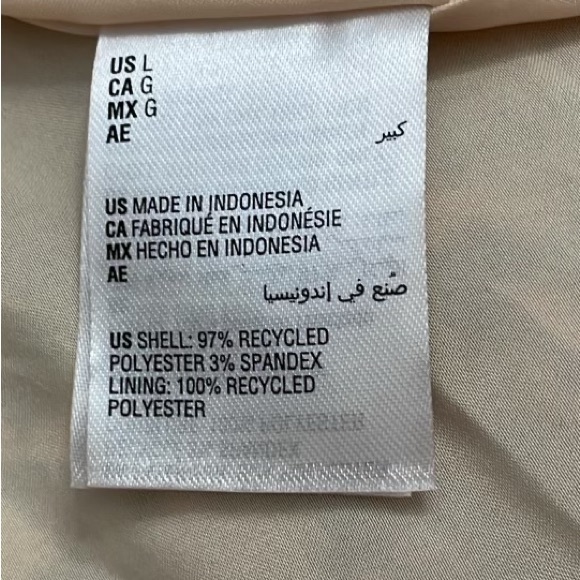 US L
CA G
MX G
AE كبير
US MADE IN INDONESIA
CA FABRIQUÉ EN INDONÉSIE
MX HECHO EN INDONESIA
AE
صُنع في إندونيسيا
US SHELL: 97% RECYCLED
POLYESTER 3% SPANDEX
LINING: 100% RECYCLED
POLYESTER